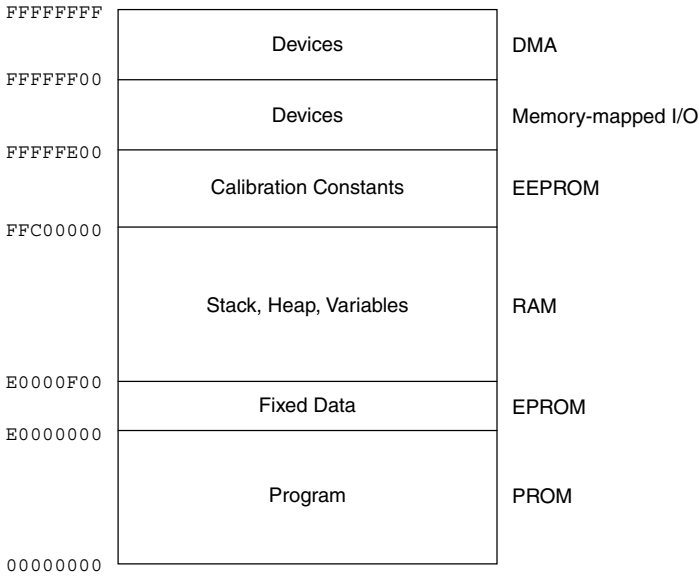 FFFFFFFF
Devices DMA
FFFFFF00
Devices Memory-mapped I/O
FFFFFE00
Calibration Constants EEPROM
FFC00000
Stack, Heap, Variables RAM
E0000F00
Fixed Data EPROM
E0000000
Program PROM
00000000